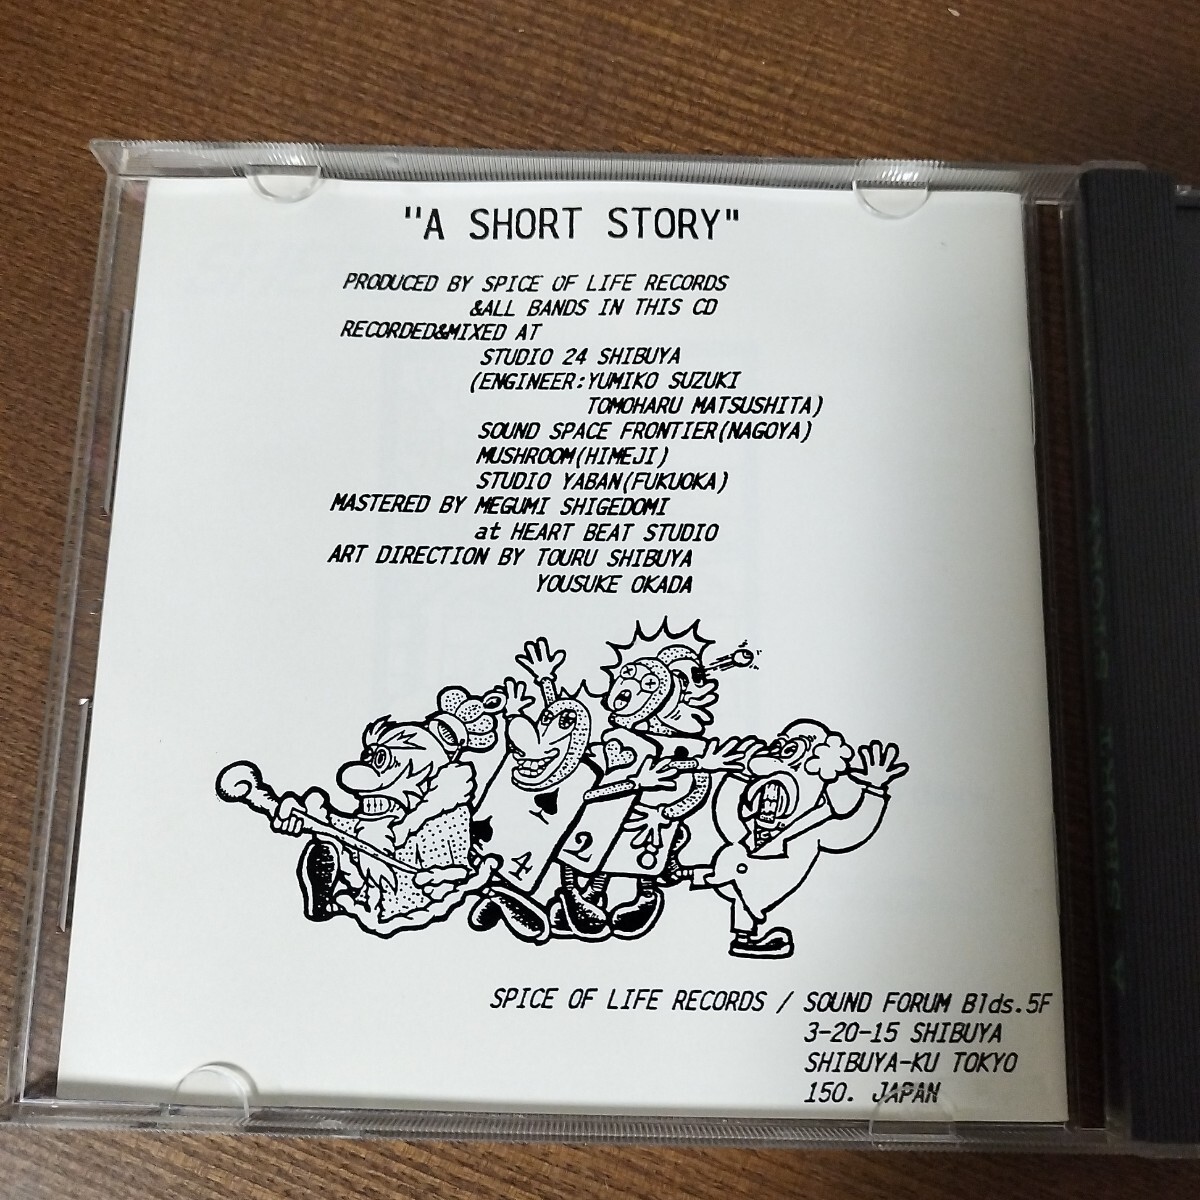 "A SHORT STORY"
PRODUCED BY SPICE OF LIFE RECORDS
&ALL BANDS IN THIS CD
RECORDED&MIXED AT
STUDIO 24 SHIBUYA
(ENGINEER:YUMIKO SUZUKI
TOMOHARU MATSUSHITA)
SOUND SPACE FRONTIER(NAGOYA)
MUSHROOM(HIMEJI)
STUDIO YABAN(FUKUOKA)
MASTERED BY MEGUMI SHIGEDOMI
at HEART BEAT STUDIO
ART DIRECTION BY TOURU SHIBUYA
YOUSUKE OKADA
4
2
8
SPICE OF LIFE RECORDS / SOUND FORUM Blds.5F
3-20-15 SHIBUYA
SHIBUYA-KU TOKYO
150. JAPAN
A SHORT STORY